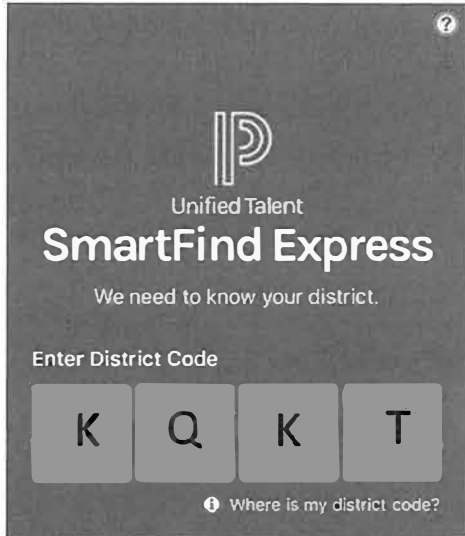 ?
Unified Talent
SmartFind Express
We need to know your district.
Enter District Code
K Q K T
i Where is my district code?